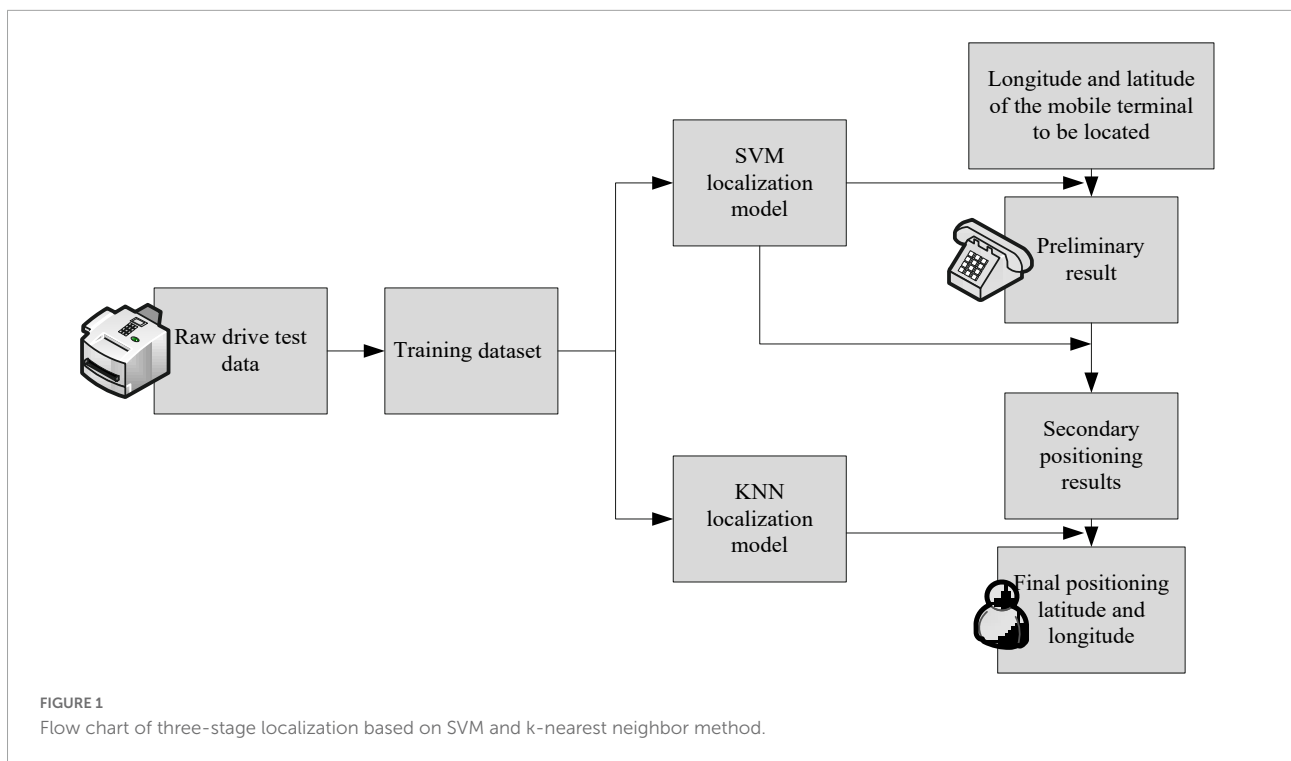 Longitude and latitude
of the mobile terminal
to be located
SVM
localization
model
Preliminary
result
Raw drive test
data
Training dataset
Secondary
positioning
results
KNN
localization
model
Final positioning
latitude and
longitude
FIGURE 1
Flow chart of three-stage localization based on SVM and k-nearest neighbor method.